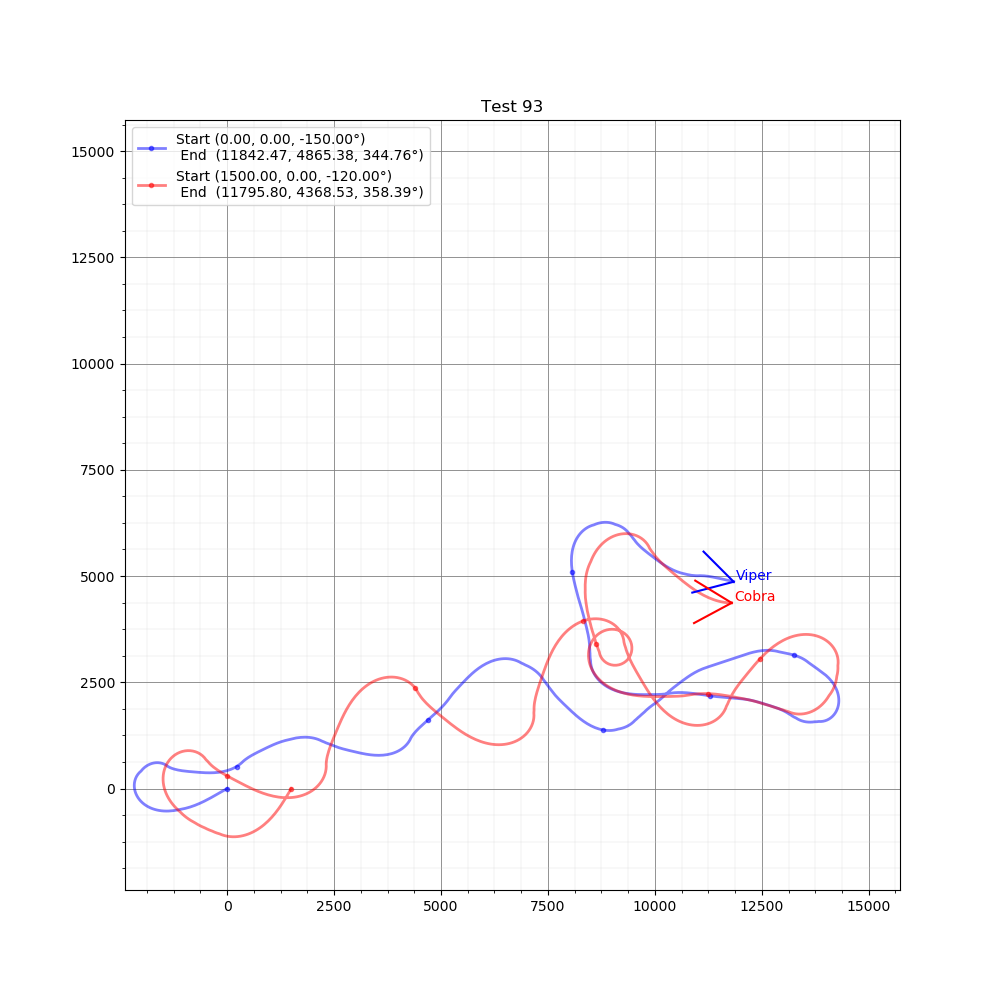 Test 93
Start (0.00, 0.00, -150.00°)
End  (11842.47, 4865.38, 344.76°)
Start (1500.00, 0.00, -120.00°)
End  (11795.80, 4368.53, 358.39°)
15000
12500
10000
7500
5000
2500
0
Viper
Cobra
0 2500 5000 7500 10000 12500 15000